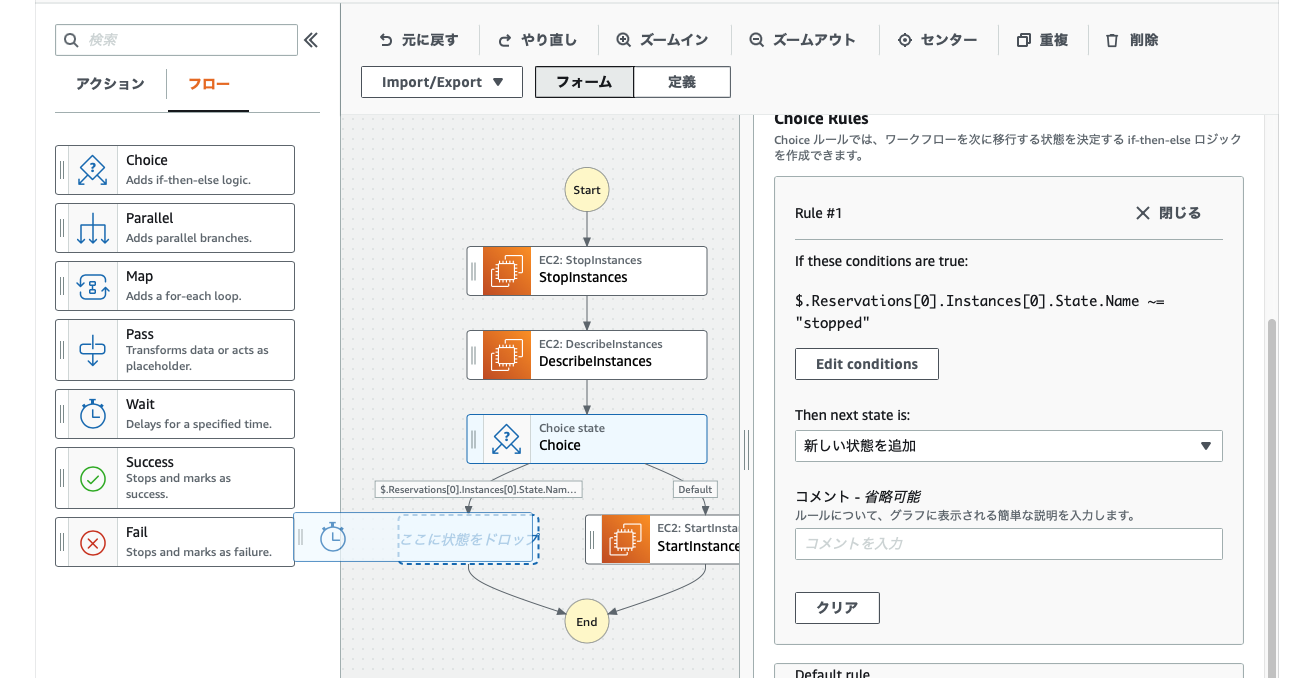 検索
アクション
フロー
Choice
Adds if-then-else logic.
Parallel
Adds parallel branches.
Map
Adds a for-each loop.
Pass
Transforms data or acts as
placeholder.
Wait
Delays for a specified time.
Success
Stops and marks as
success.
Fail
Stops and marks as failure.
元に戻す
やり直し
ズームイン
ズームアウト
センター
重複
削除
Import/Export
フォーム
定義
Start
EC2: StopInstances
StopInstances
EC2: DescribeInstances
DescribeInstances
Choice state
Choice
$.Reservations[0].Instances[0].State.Name...
Default
ここに状態をドロップ
EC2: StartInsta
StartInstance
End
Choice Rules
Choice ルールでは、ワークフローを次に移行する状態を決定する if-then-else ロジック
を作成できます。
Rule #1
閉じる
If these conditions are true:
$.Reservations[0].Instances[0].State.Name ~=
"stopped"
Edit conditions
Then next state is:
新しい状態を追加
コメント - 省略可能
ルールについて、グラフに表示される簡単な説明を入力します。
コメントを入力
クリア
Default rule